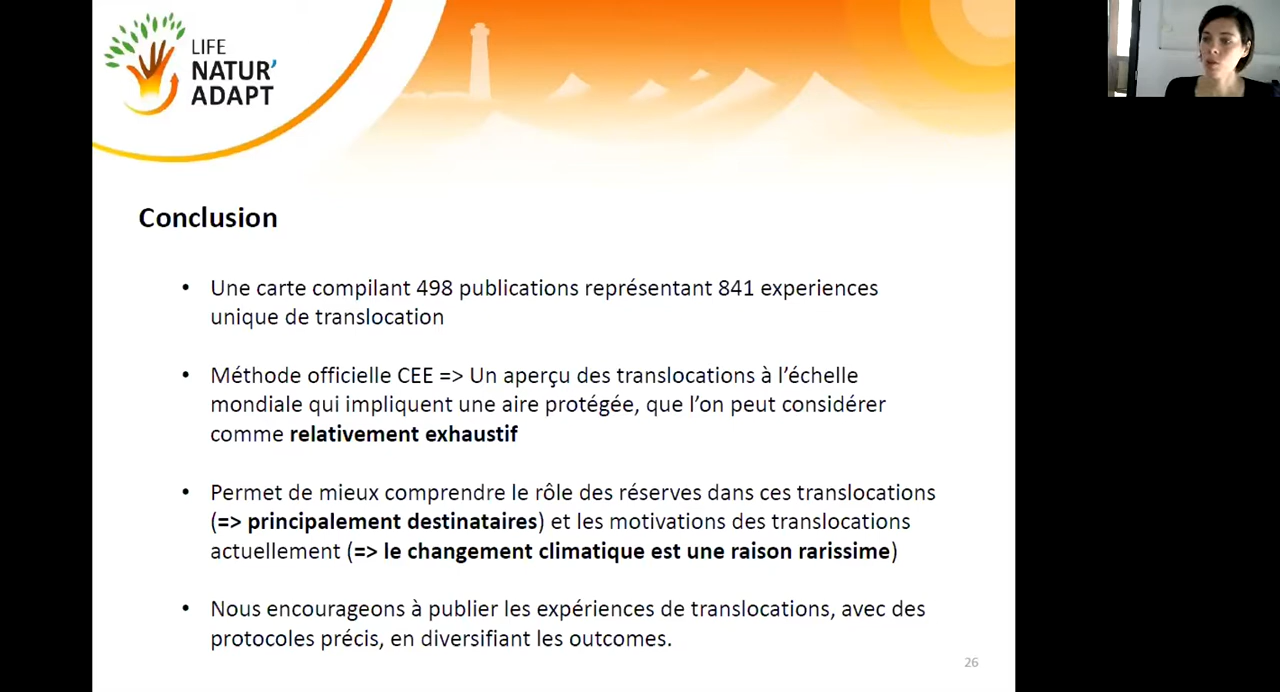 LIFE
NATUR'
ADAPT
Conclusion
• Une carte compilant 498 publications représentant 841 experiences
unique de translocation
• Méthode officielle CEE => Un aperçu des translocations à l’échelle
mondiale qui impliquent une aire protégée, que l’on peut considérer
comme relativement exhaustif
• Permet de mieux comprendre le rôle des réserves dans ces translocations
(=> principalement destinataires) et les motivations des translocations
actuellement (=> le changement climatique est une raison rarissime)
• Nous encourageons à publier les expériences de translocations, avec des
protocoles précis, en diversifiant les outcomes.
26